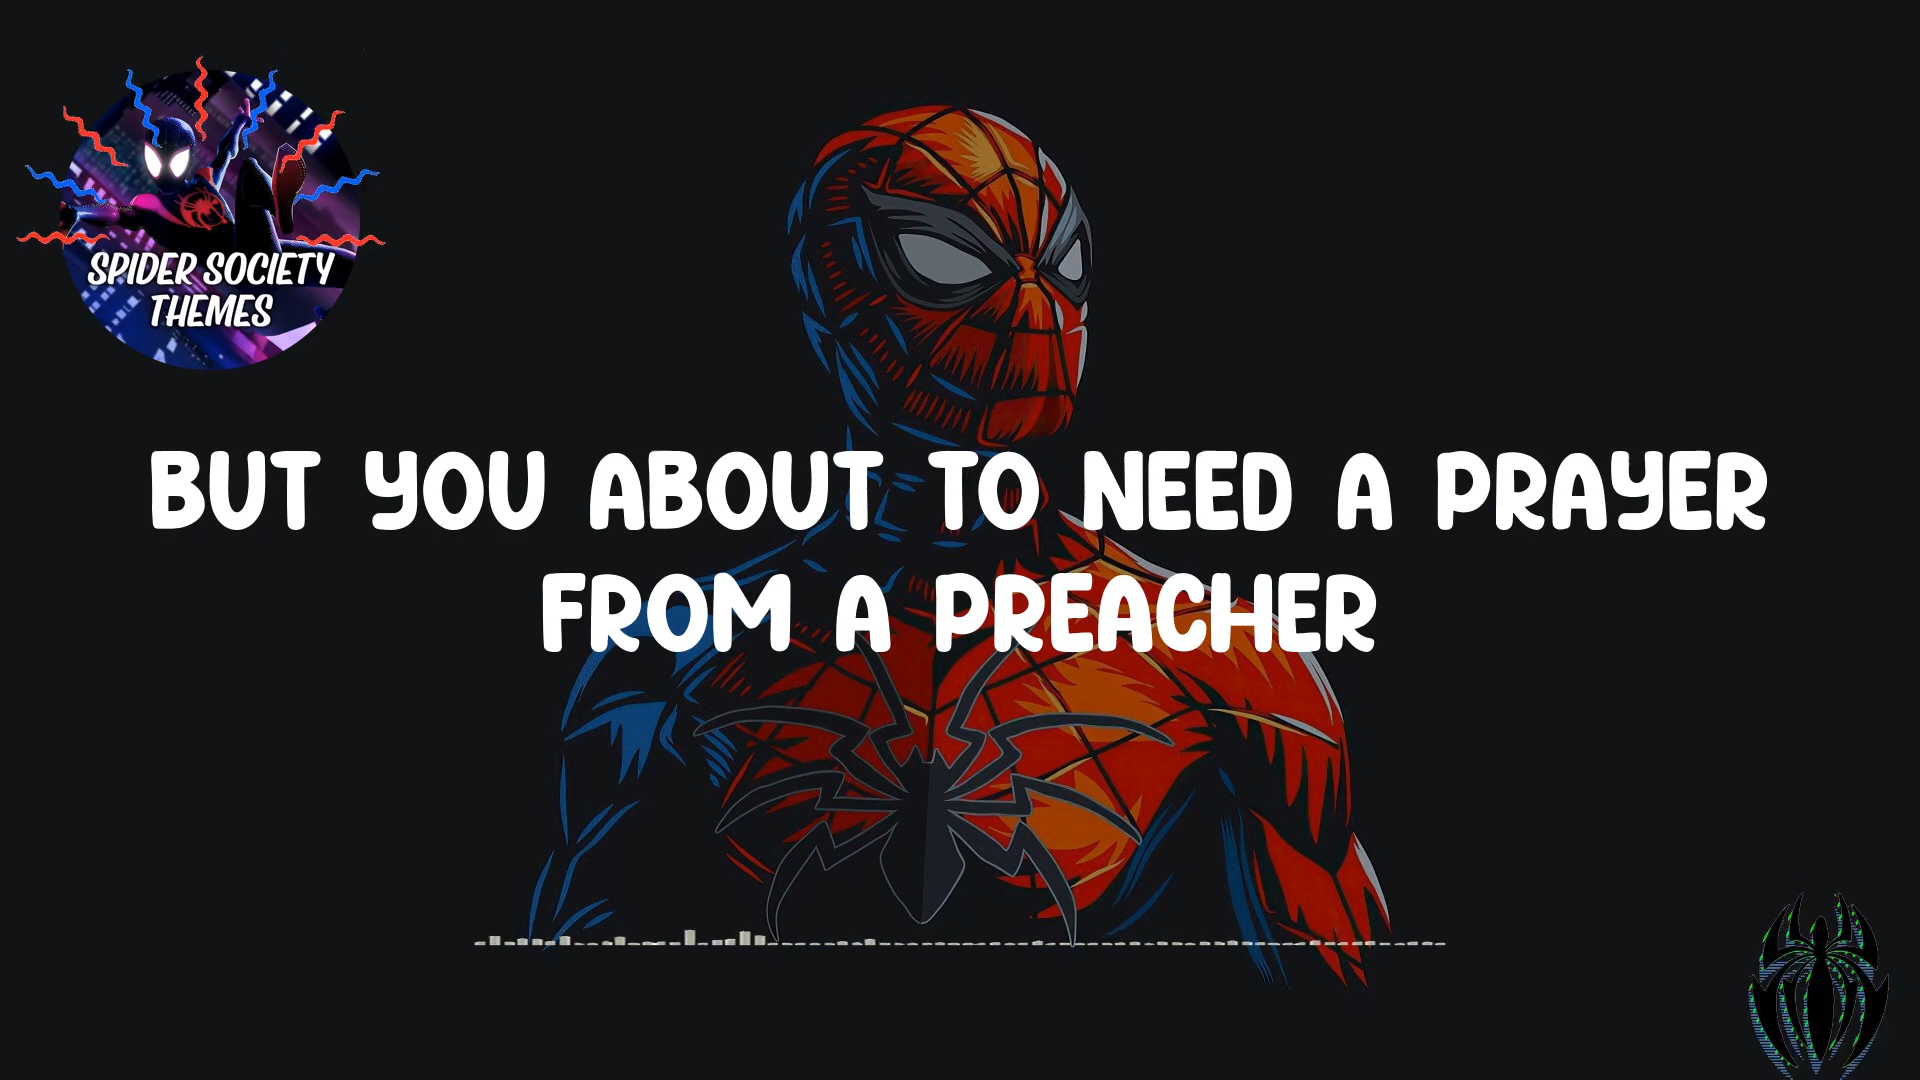 SPIDER SOCIETY
THEMES
BUT YOU ABOUT TO NEED A PRAYER
FROM A PREACHER